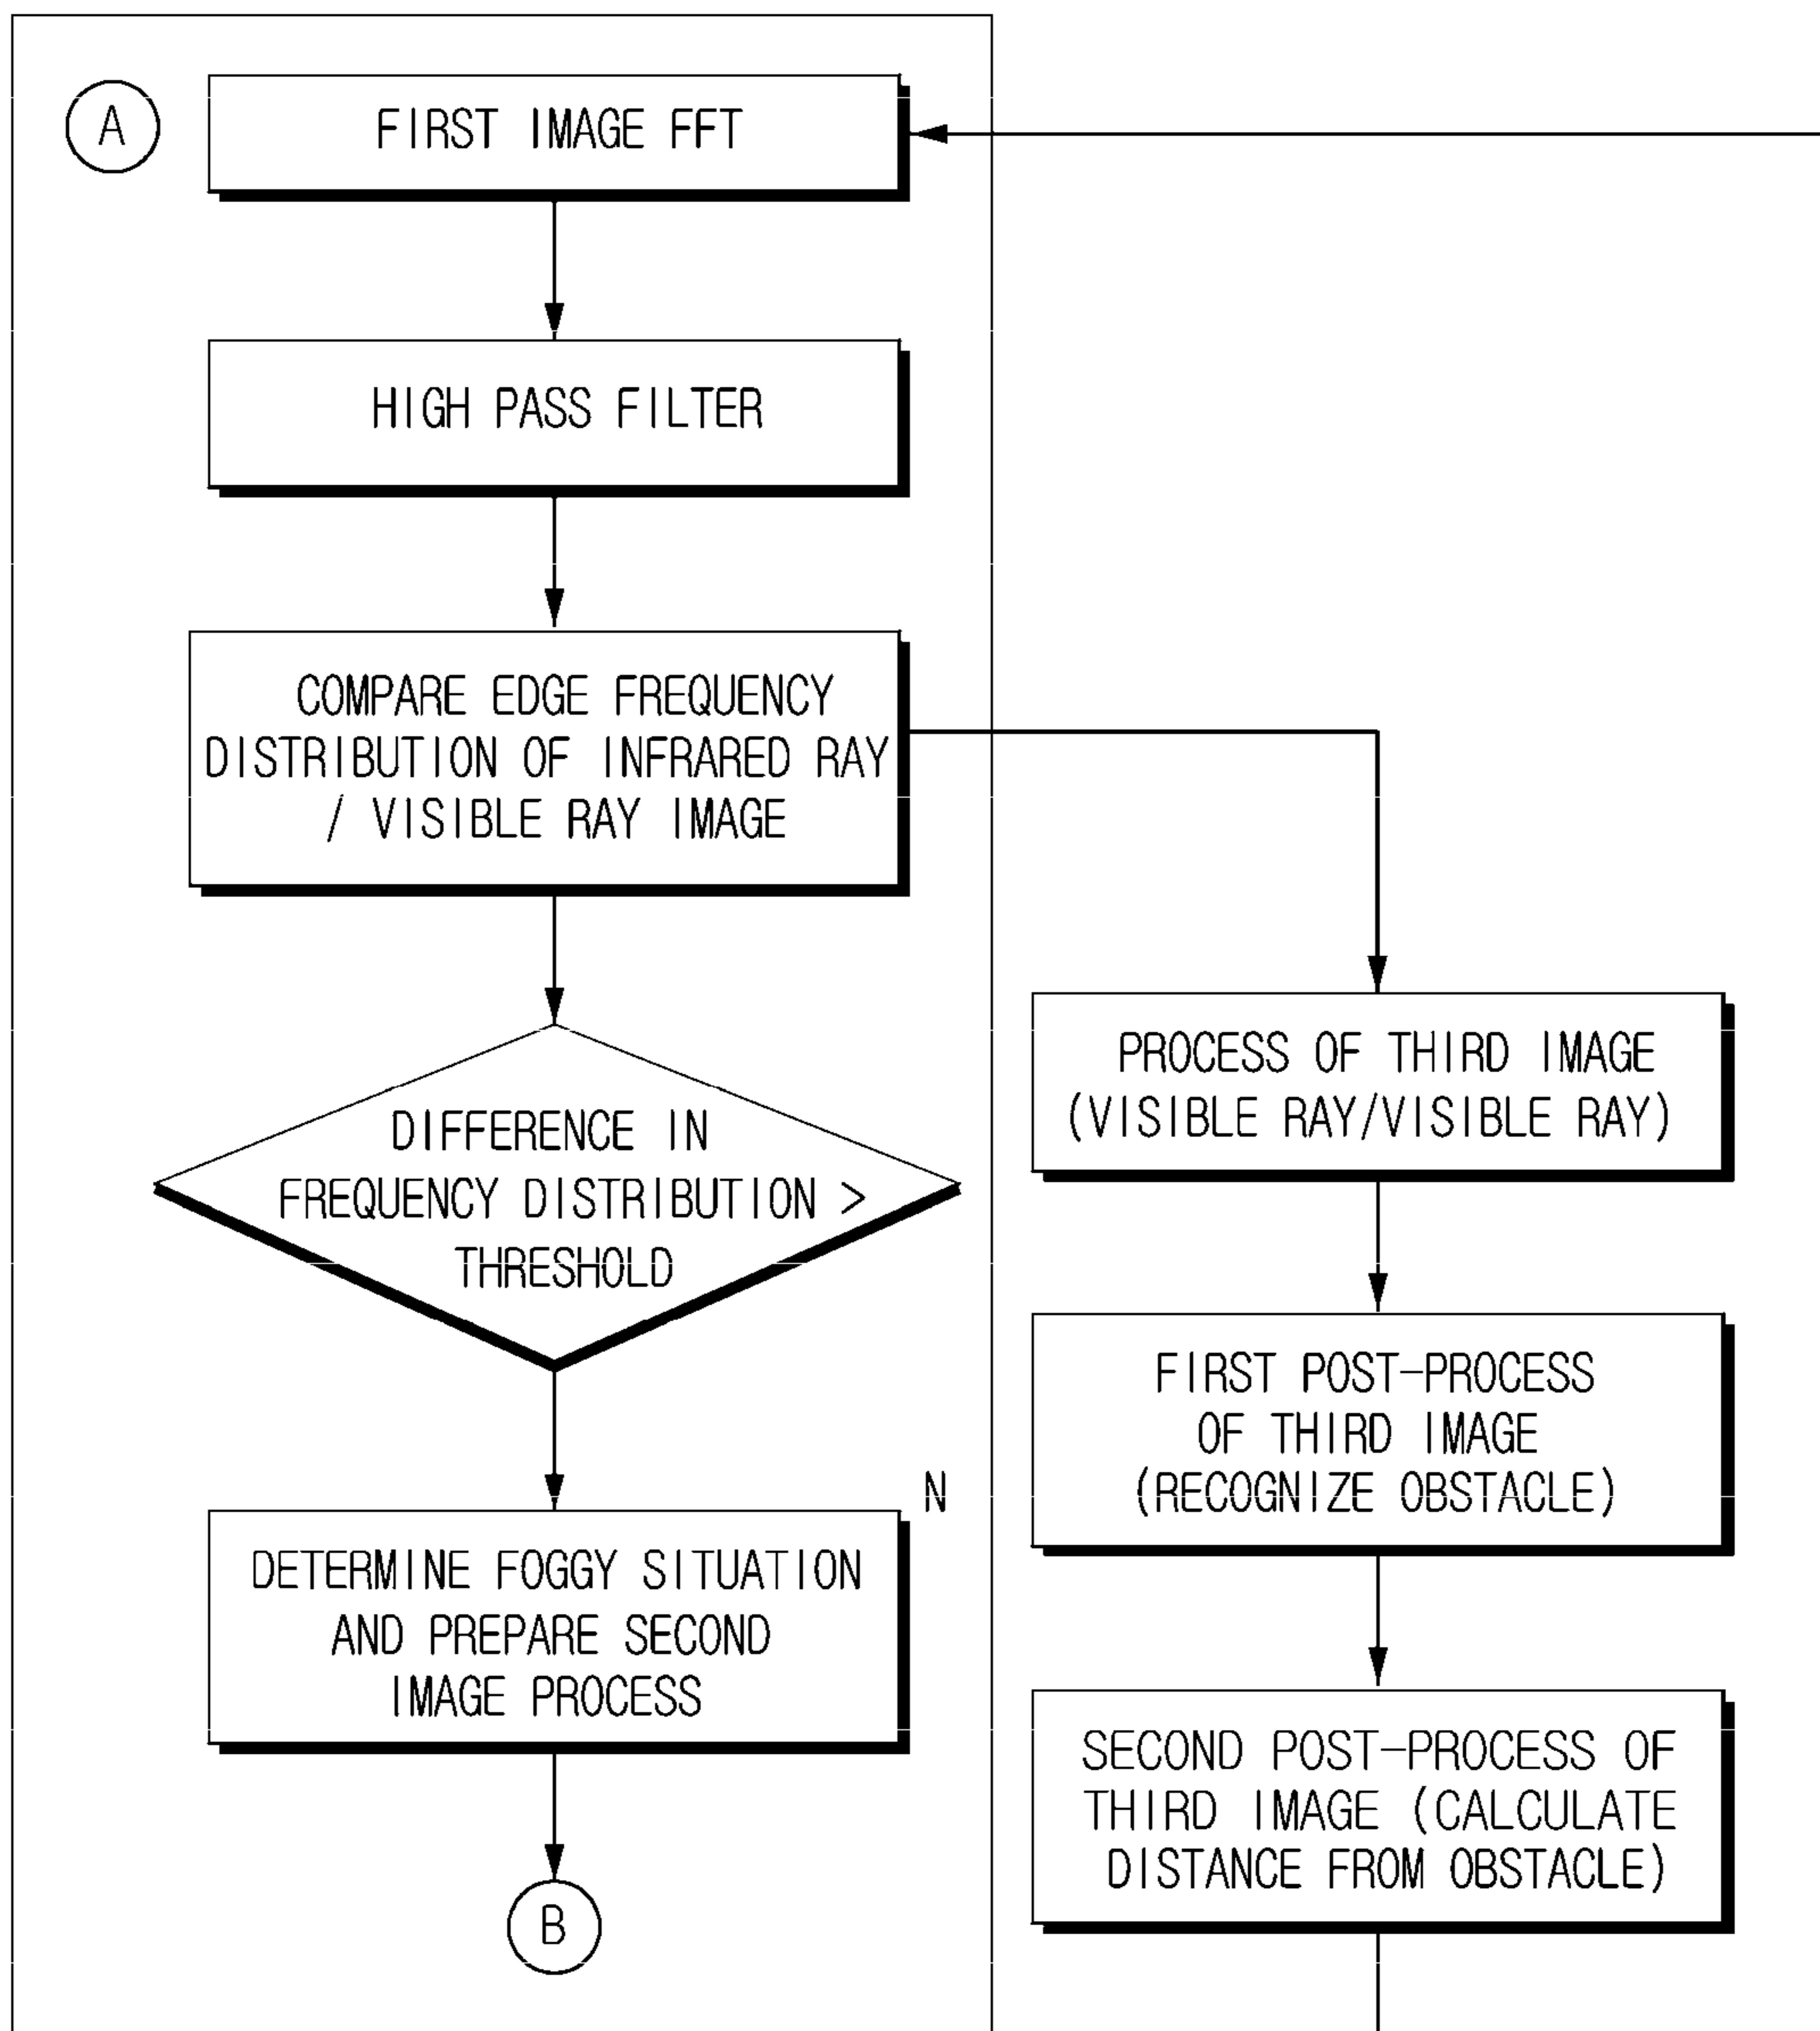 A
FIRST IMAGE FFT
HIGH PASS FILTER
COMPARE EDGE FREQUENCY
DISTRIBUTION OF INFRARED RAY
/ VISIBLE RAY IMAGE
DIFFERENCE IN
FREQUENCY DISTRIBUTION >
THRESHOLD
N
DETERMINE FOGGY SITUATION
AND PREPARE SECOND
IMAGE PROCESS
B
PROCESS OF THIRD IMAGE
(VISIBLE RAY/VISIBLE RAY)
FIRST POST-PROCESS
OF THIRD IMAGE
(RECOGNIZE OBSTACLE)
SECOND POST-PROCESS OF
THIRD IMAGE (CALCULATE
DISTANCE FROM OBSTACLE)